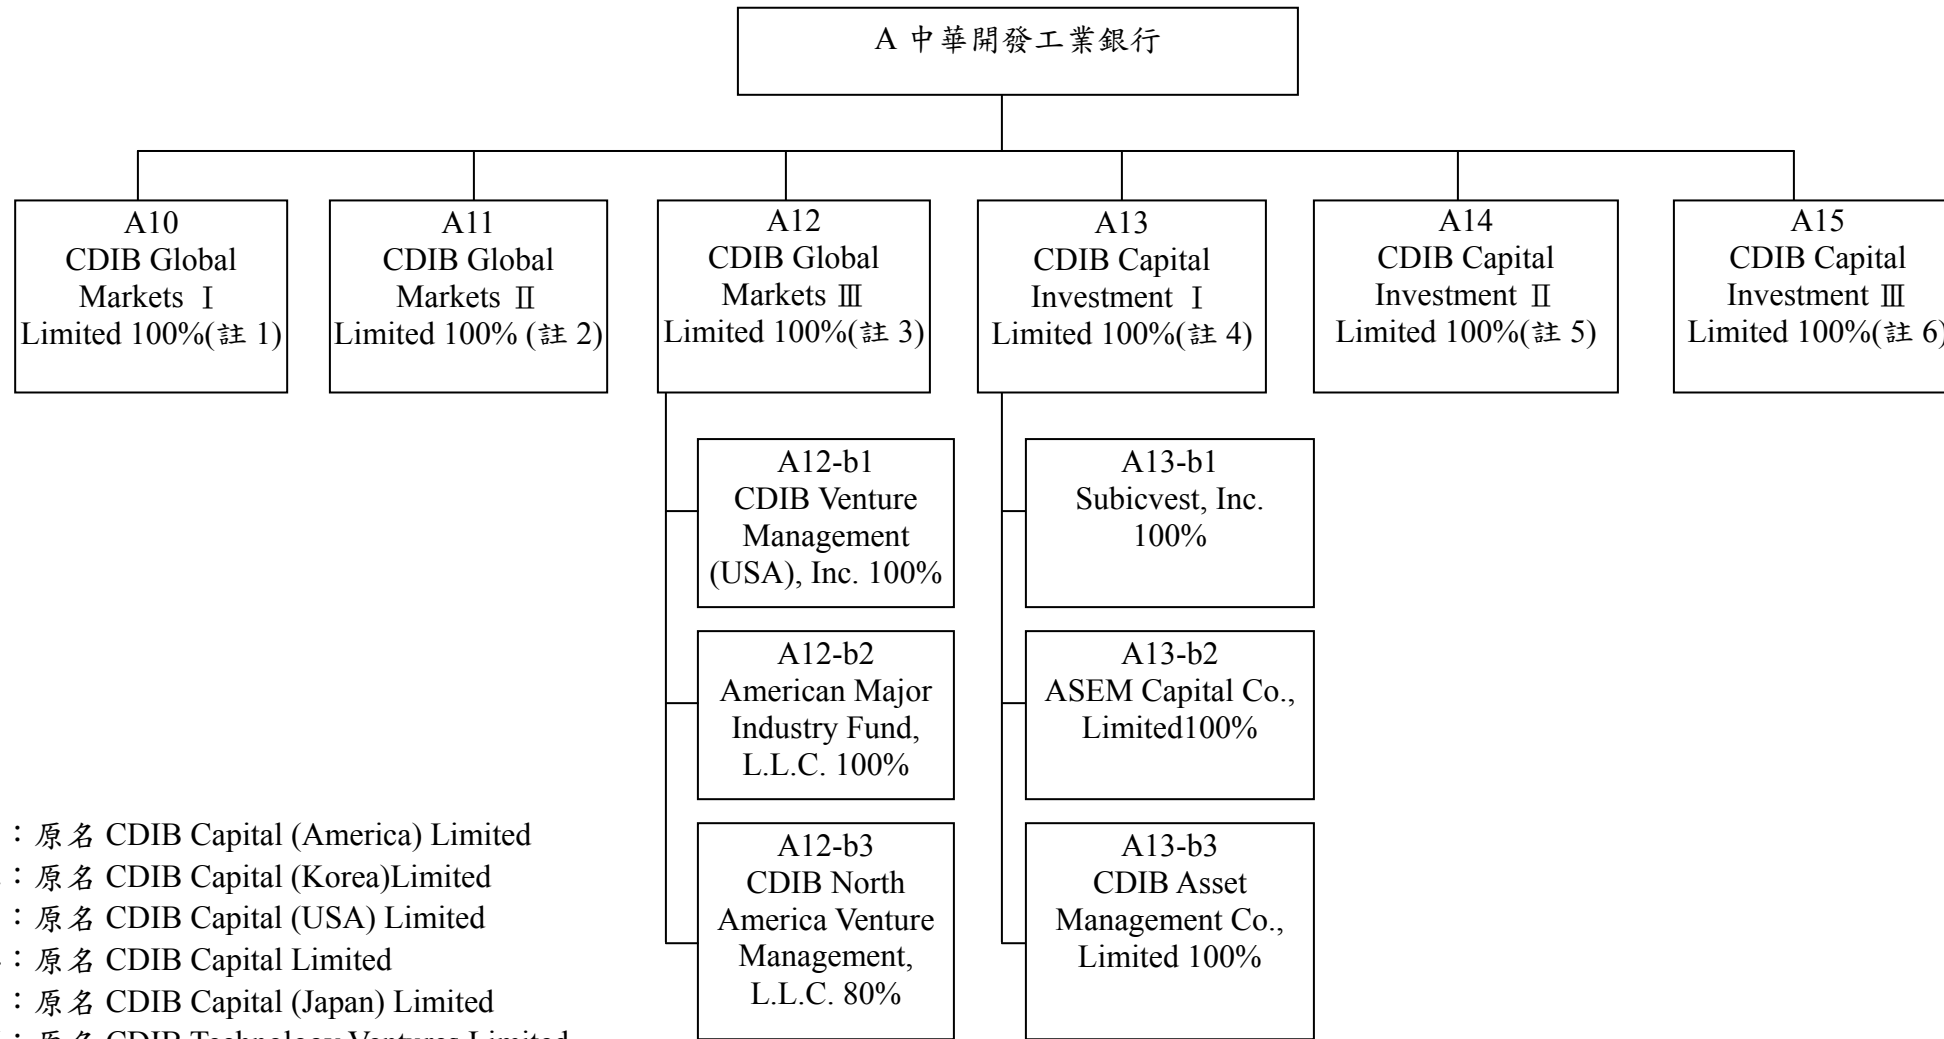 A 中華開發工業銀行
A10
CDIB Global
Markets Ⅰ
Limited 100%(註 1)
A11
CDIB Global
Markets Ⅱ
Limited 100% (註 2)
A12
CDIB Global
Markets Ⅲ
Limited 100%(註 3)
A13
CDIB Capital
Investment Ⅰ
Limited 100%(註 4)
A14
CDIB Capital
Investment Ⅱ
Limited 100%(註 5)
A15
CDIB Capital
Investment Ⅲ
Limited 100%(註 6)
A12-b1
CDIB Venture
Management
(USA), Inc. 100%
A13-b1
Subicvest, Inc.
100%
A12-b2
American Major
Industry Fund,
L.L.C. 100%
A13-b2
ASEM Capital Co.,
Limited100%
A12-b3
CDIB North
America Venture
Management,
L.L.C. 80%
A13-b3
CDIB Asset
Management Co.,
Limited 100%
：原名 CDIB Capital (America) Limited
：原名 CDIB Capital (Korea)Limited
：原名 CDIB Capital (USA) Limited
：原名 CDIB Capital Limited
：原名 CDIB Capital (Japan) Limited
：原名 CDIB Technology Ventures Limited